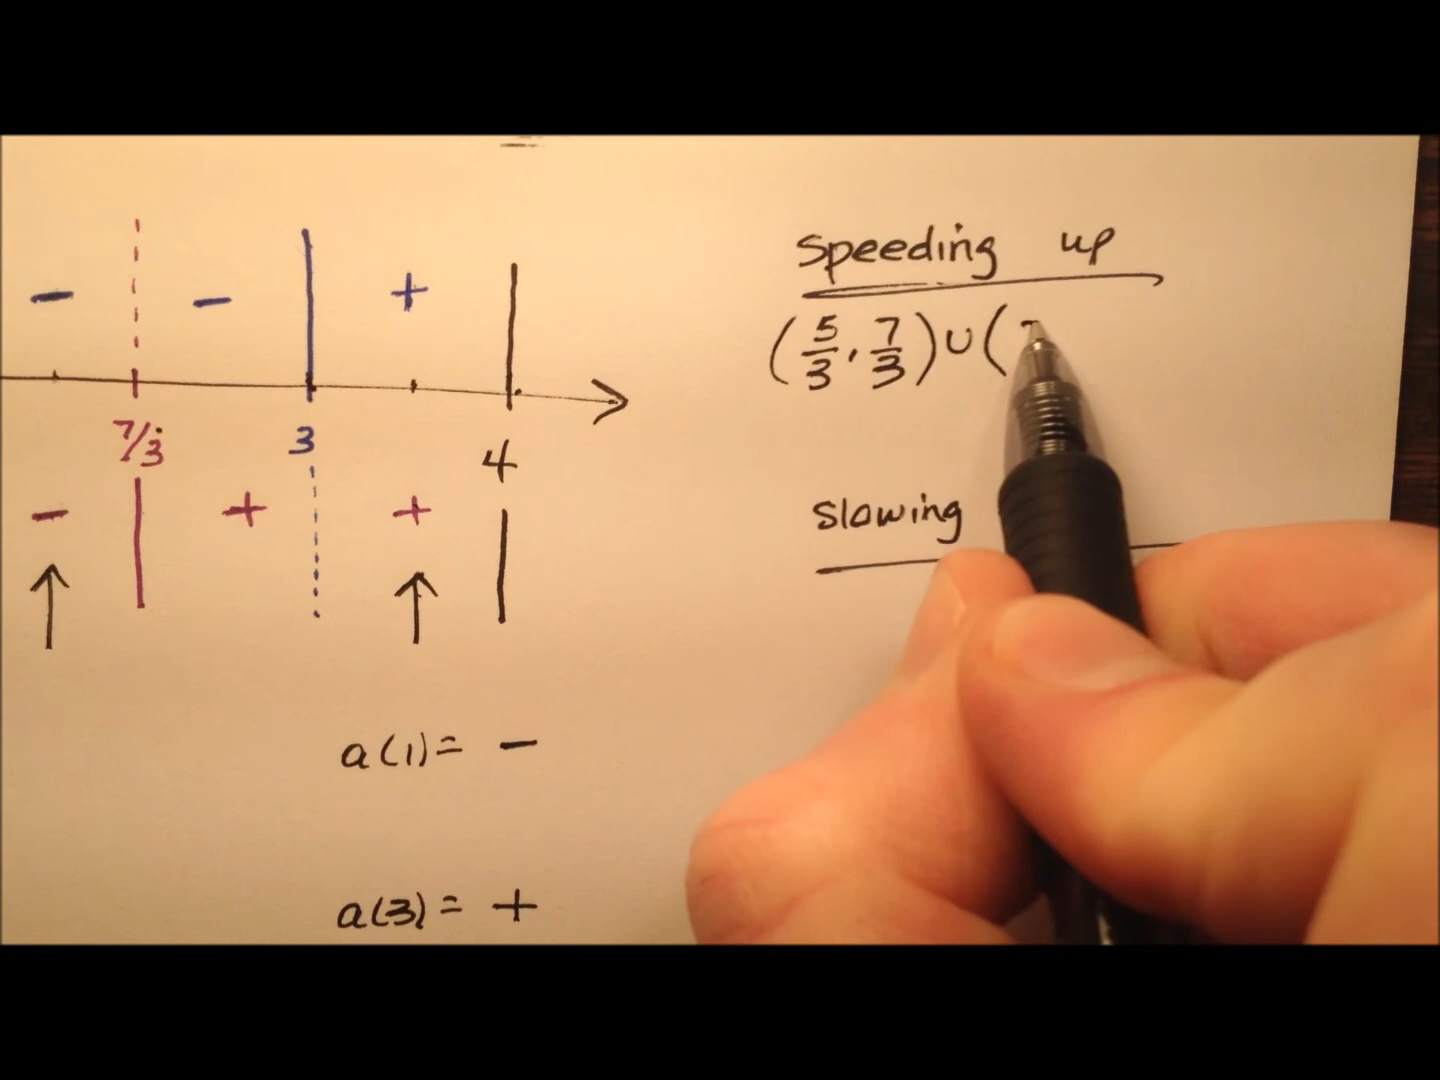 Speeding up
- - +
(5/3, 7/3) ∪ (
7/3 3 4
- + +
Slowing
a(1) = -
a(3) = +